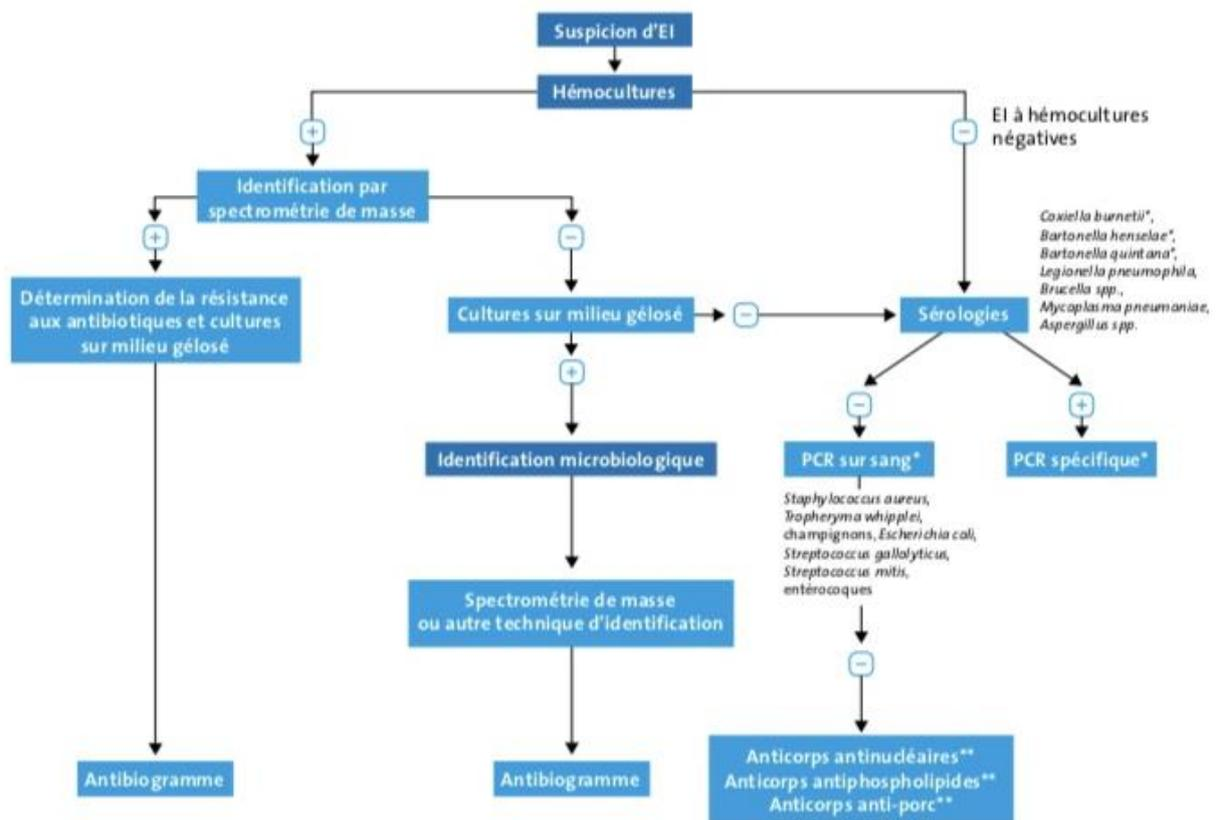 Suspicion d'EI
Hémocultures
+
−
EI à hémocultures
négatives
Identification par
spectrométrie de masse
+
−
Coxiella burnetii*,
Bartonella henselae*,
Bartonella quintana*,
Legionella pneumophila,
Brucella spp.,
Mycoplasma pneumaniae,
Aspergillus spp.
Détermination de la résistance
aux antibiotiques et cultures
sur milieu gélosé
Cultures sur milieu gélosé
−
Sérologies
+
−
+
Identification microbiologique
PCR sur sang*
PCR spécifique*
Staphylococcus aureus,
Tropheryma whipplei,
champignons, Escherichia coli,
Streptococcus gallolyticus,
Streptococcus mitis,
entérocoques
Spectrométrie de masse
ou autre technique d'identification
−
Antibiogramme
Antibiogramme
Anticorps antinucléaires**
Anticorps antiphospholipides**
Anticorps anti-porc**